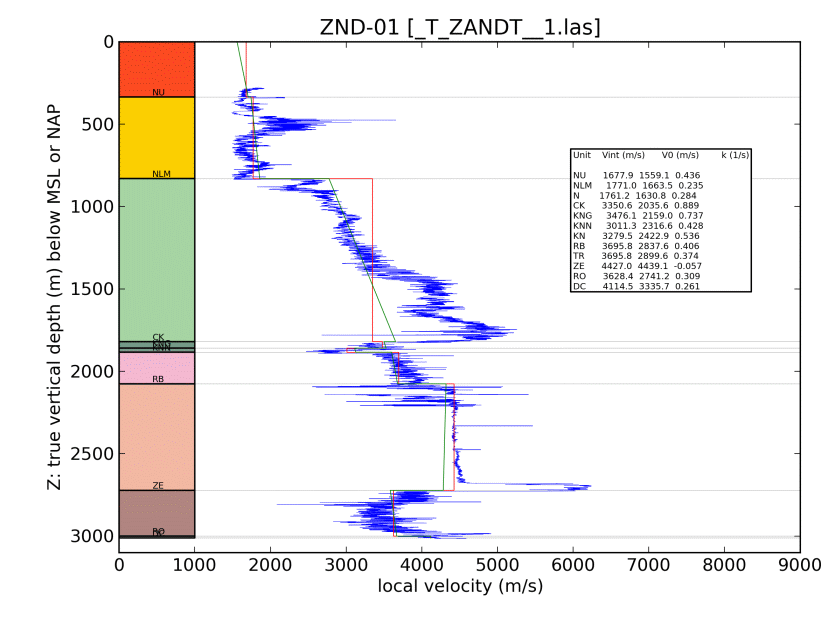 ZND-01 [_T_ZANDT__1.las]
Z: true vertical depth (m) below MSL or NAP
0
500
1000
1500
2000
2500
3000
NU
NLM
CK
RB
ZE
RO
Unit Vint (m/s) V0 (m/s) k (1/s)
NU 1677.9 1559.1 0.436
NLM 1771.0 1663.5 0.235
N 1761.2 1630.8 0.284
CK 3350.6 2035.6 0.889
KNG 3476.1 2159.0 0.737
KNN 3011.3 2316.6 0.428
KN 3279.5 2422.9 0.536
RB 3695.8 2837.6 0.406
TR 3695.8 2899.6 0.374
ZE 4427.0 4439.1 -0.057
RO 3628.4 2741.2 0.309
DC 4114.5 3335.7 0.261
0 1000 2000 3000 4000 5000 6000 7000 8000 9000
local velocity (m/s)